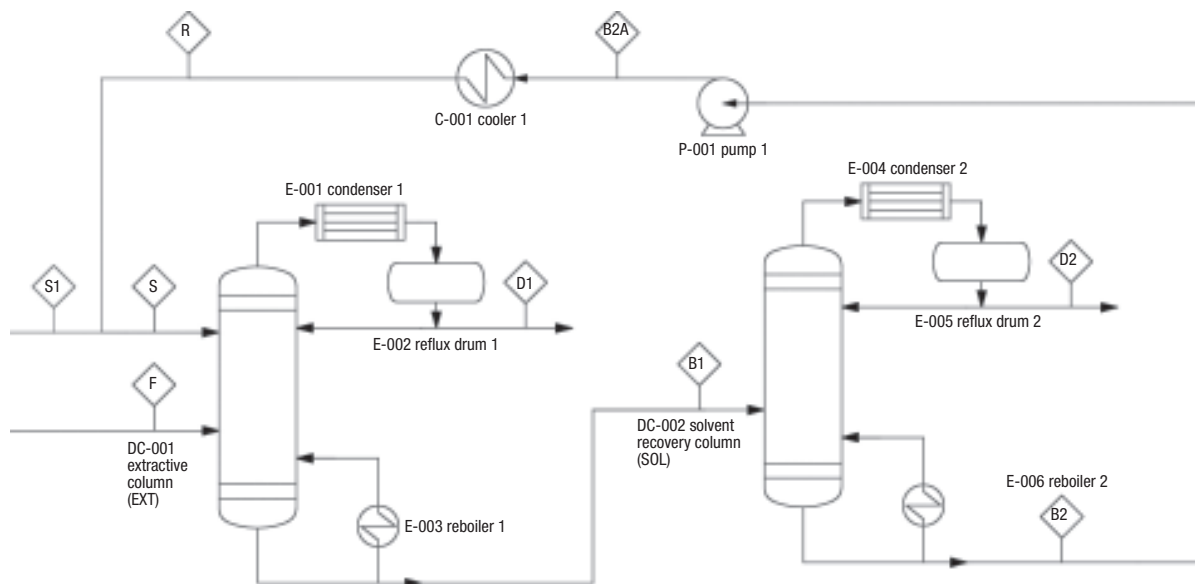 R
B2A
C-001 cooler 1
P-001 pump 1
E-001 condenser 1
E-004 condenser 2
S1
S
D1
D2
E-002 reflux drum 1
E-005 reflux drum 2
F
B1
DC-001
extractive
column
(EXT)
DC-002 solvent
recovery column
(SOL)
E-003 reboiler 1
E-006 reboiler 2
B2